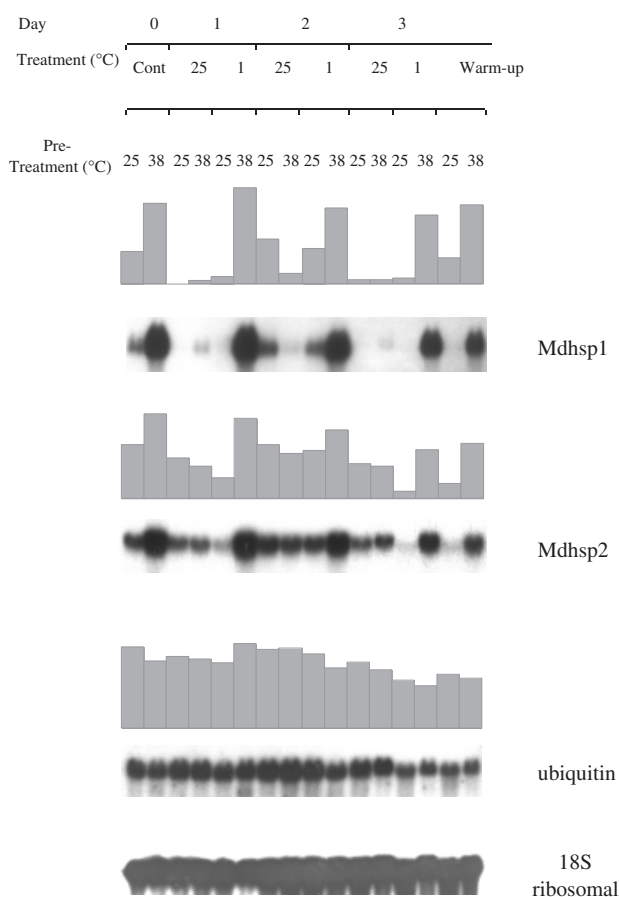 Day 0 1 2 3
Treatment (°C) Cont 25 1 25 1 25 1 Warm-up
Pre-
Treatment (°C) 25 38 25 38 25 38 25 38 25 38 25 38 25 38 25 38
Mdhsp1
Mdhsp2
ubiquitin
18S
ribosomal